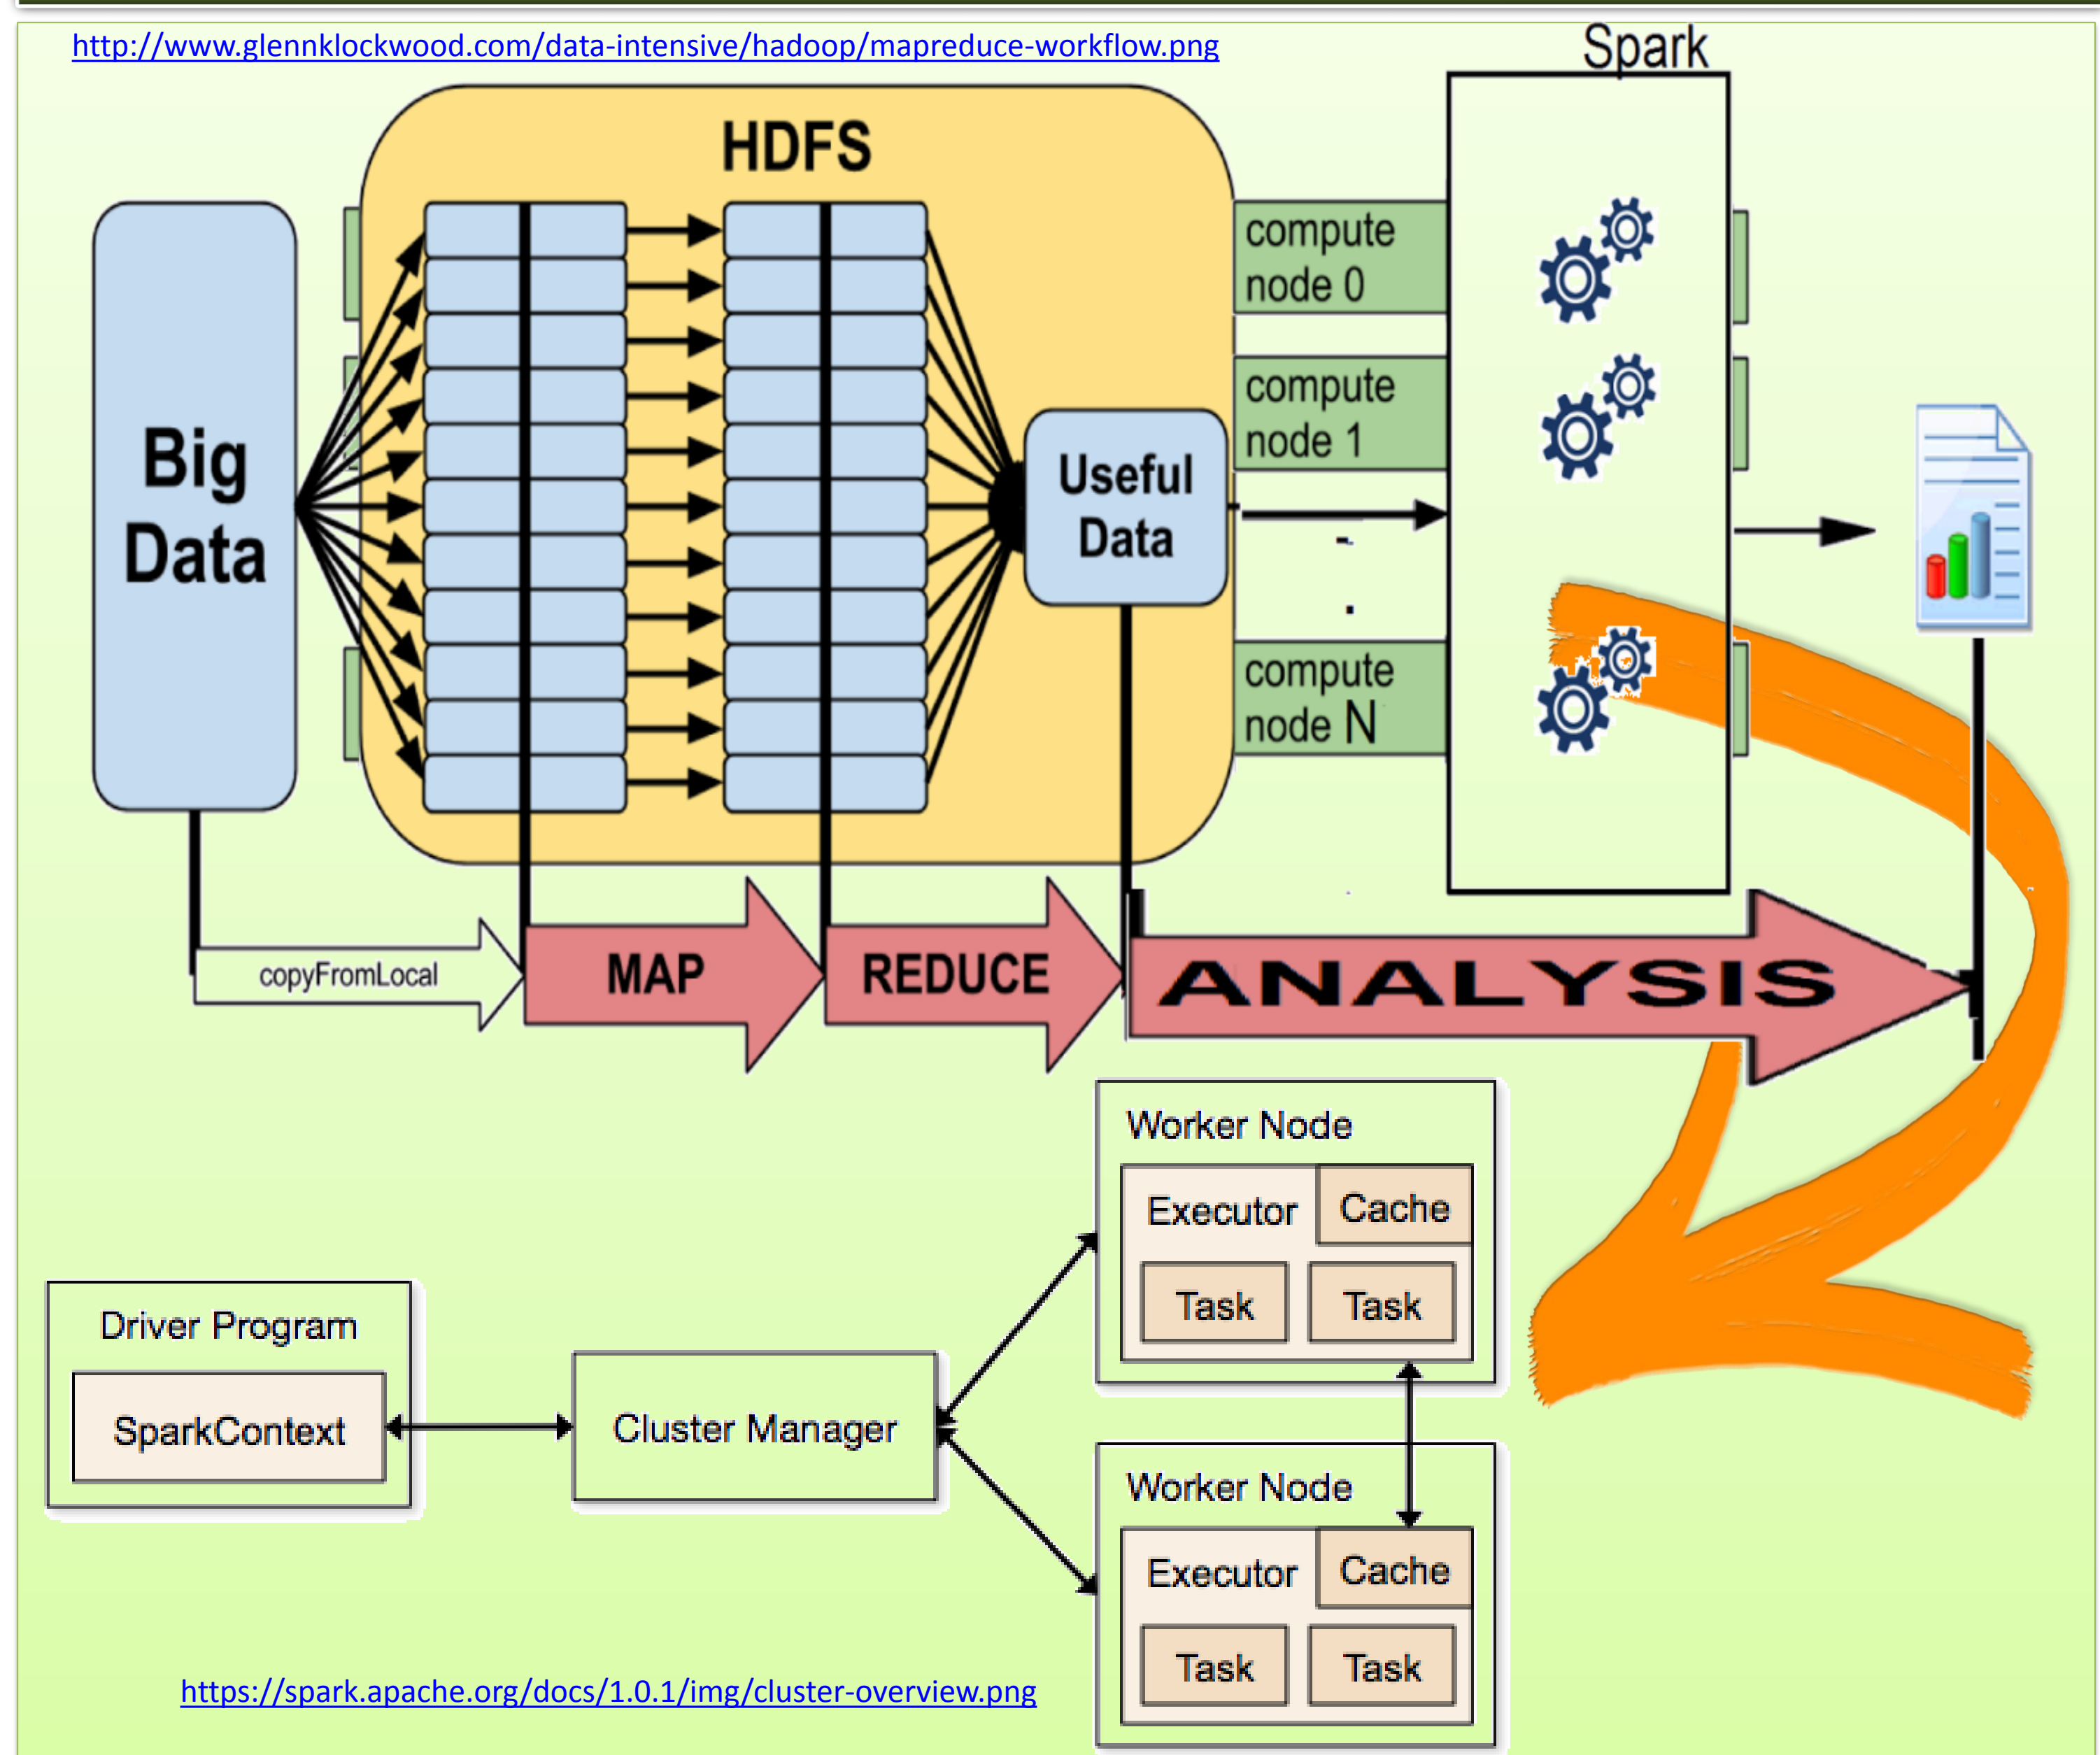 http://www.glennklockwood.com/data-intensive/hadoop/mapreduce-workflow.png
Spark
HDFS
Big
Data
Useful
Data
compute
node 0
compute
node 1
compute
node N
copyFromLocal
MAP
REDUCE
ANALYSIS
Driver Program
SparkContext
Cluster Manager
Worker Node
Executor
Cache
Task
Task
Worker Node
Executor
Cache
Task
Task
https://spark.apache.org/docs/1.0.1/img/cluster-overview.png